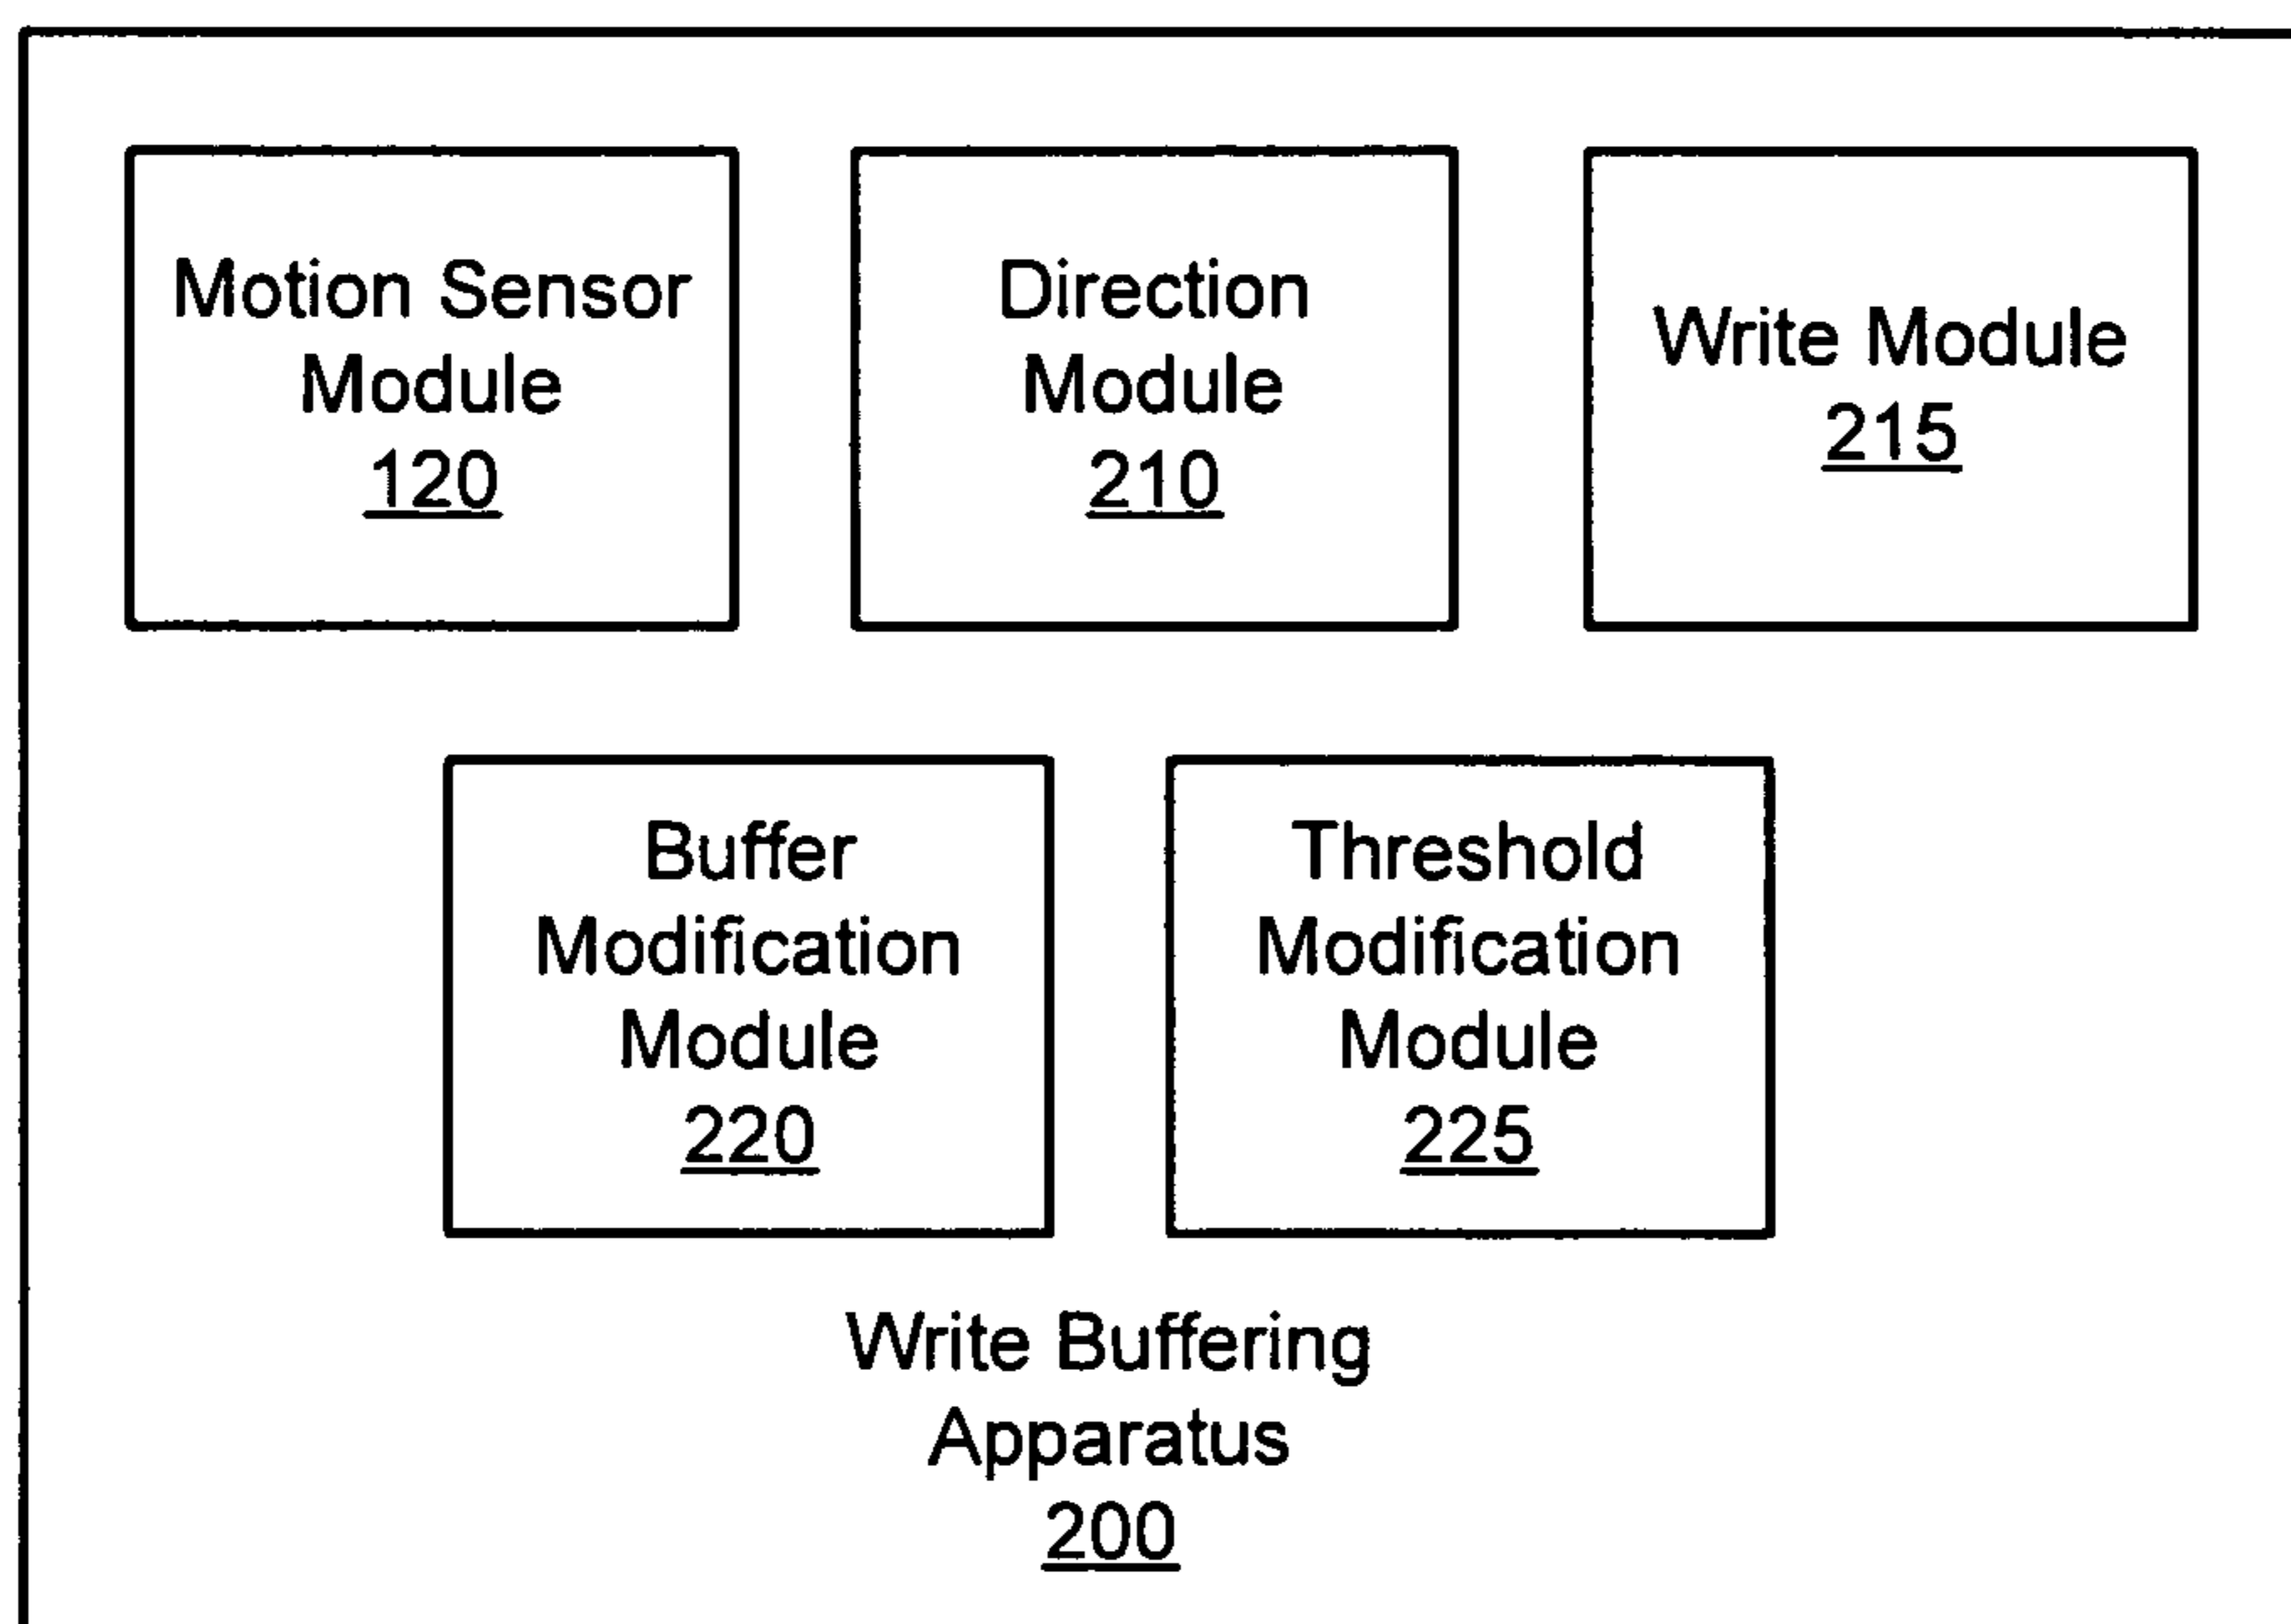 Motion Sensor
Module
120
Direction
Module
210
Write Module
215
Buffer
Modification
Module
220
Threshold
Modification
Module
225
Write Buffering
Apparatus
200